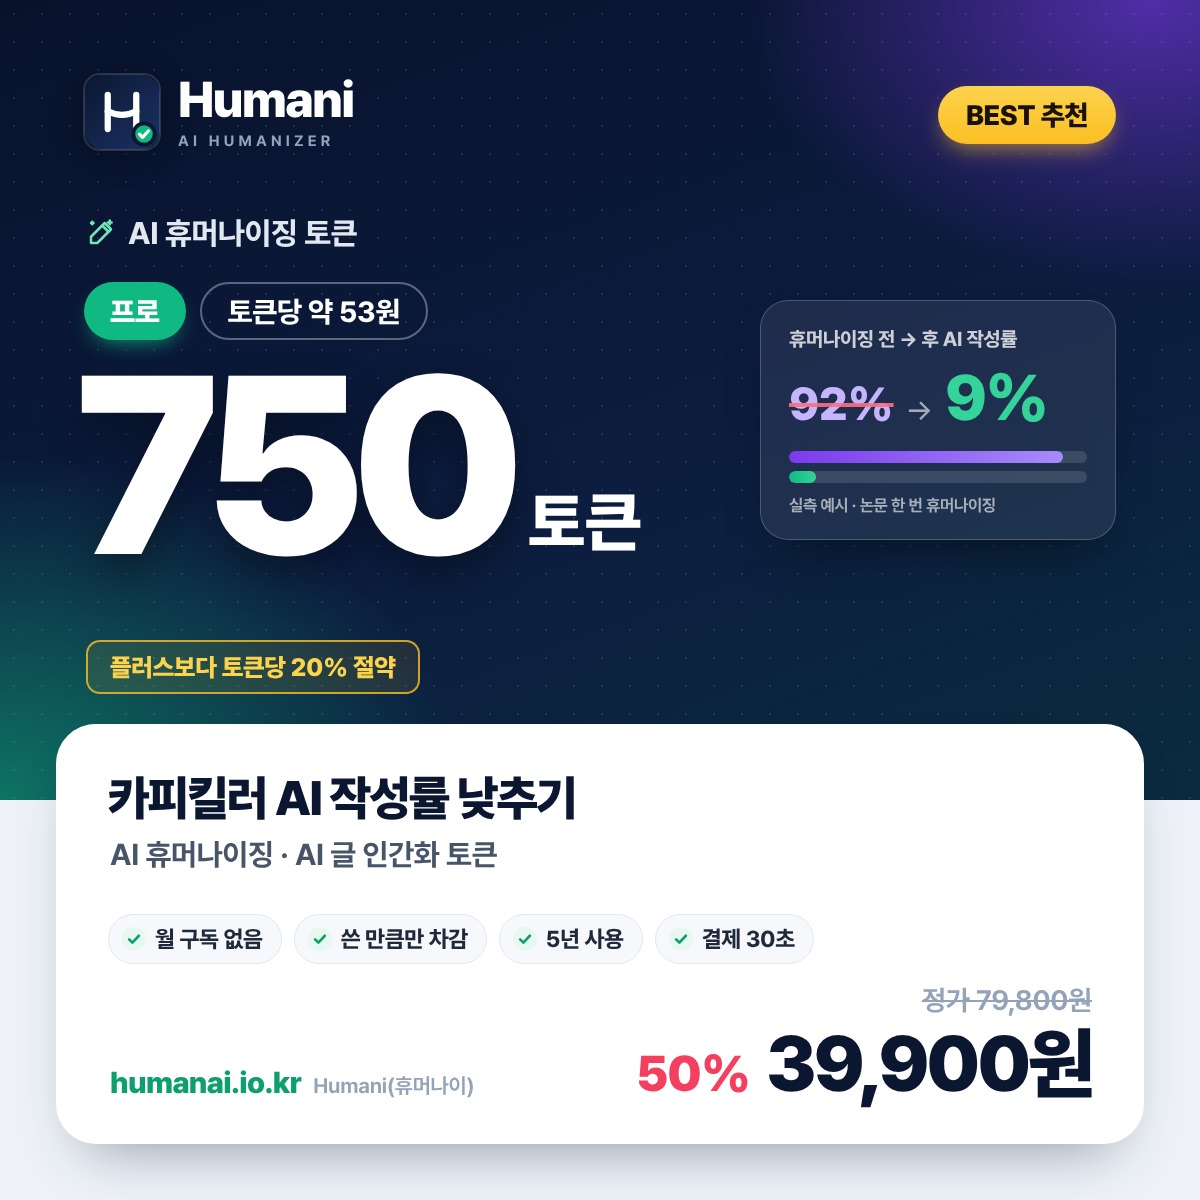 Humani
AI HUMANIZER
BEST 추천
AI 휴머나이징 토큰
프로
토큰당 약 53원
750 토큰
휴머나이징 전 → 후 AI 작성률
92% → 9%
실측 예시 · 논문 한 번 휴머나이징
플러스보다 토큰당 20% 절약
카피킬러 AI 작성률 낮추기
AI 휴머나이징 · AI 글 인간화 토큰
월 구독 없음
쓴 만큼만 차감
5년 사용
결제 30초
정가 79,800원
50% 39,900원
humanai.io.kr Humani(휴머나이)